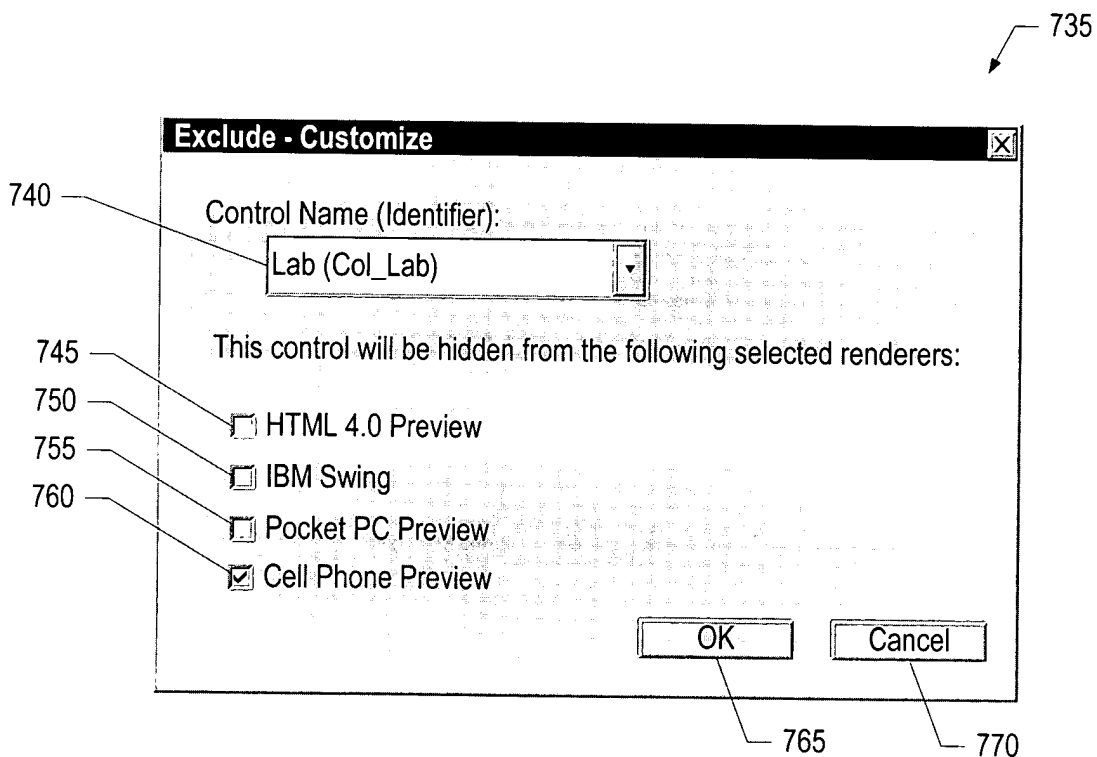 735
Exclude - Customize
740
Control Name (Identifier):
Lab (Col_Lab)
745
This control will be hidden from the following selected renderers:
750
HTML 4.0 Preview
755
IBM Swing
760
Pocket PC Preview
Cell Phone Preview
OK
Cancel
765
770